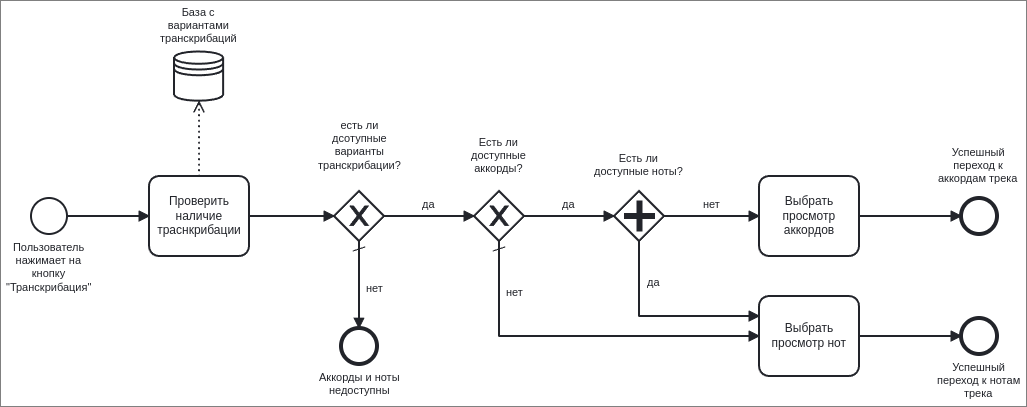 База с
вариантами
транскрибаций
есть ли
дсотупные
варианты
транскрибации?
Есть ли
доступные
аккорды?
Есть ли
доступные ноты?
Успешный
переход к
аккордам трека
Пользователь
нажимает на
кнопку
"Транскрибация"
Проверить
наличие
траснкрибации
да
да
нет
Выбрать
просмотр
аккордов
нет
нет
да
Выбрать
просмотр нот
Аккорды и ноты
недоступны
Успешный
переход к нотам
трека